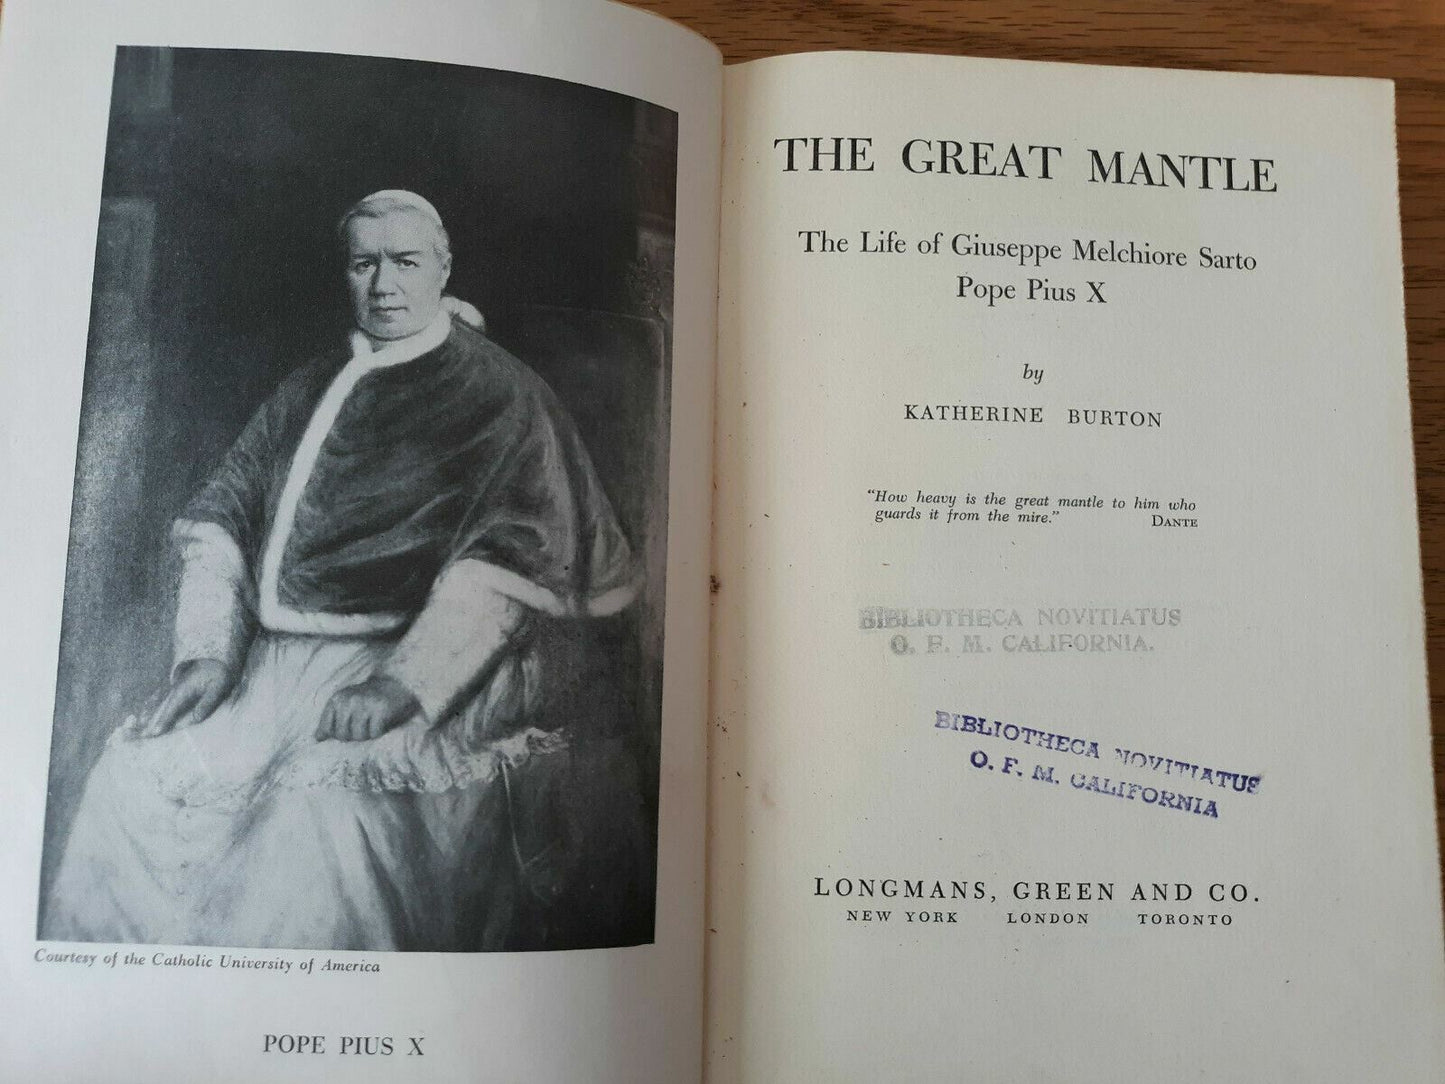 Courtesy of the Catholic University of America
POPE PIUS X
THE GREAT MANTLE
The Life of Giuseppe Melchiore Sarto
Pope Pius X
by
KATHERINE BURTON
"How heavy is the great mantle to him who
guards it from the mire." DANTE
BIBLIOTHECA NOVITIATUS
O. F. M. CALIFORNIA.
BIBLIOTHECA NOVITIATUS
O. F. M. CALIFORNIA
LONGMANS, GREEN AND CO.
NEW YORK LONDON TORONTO